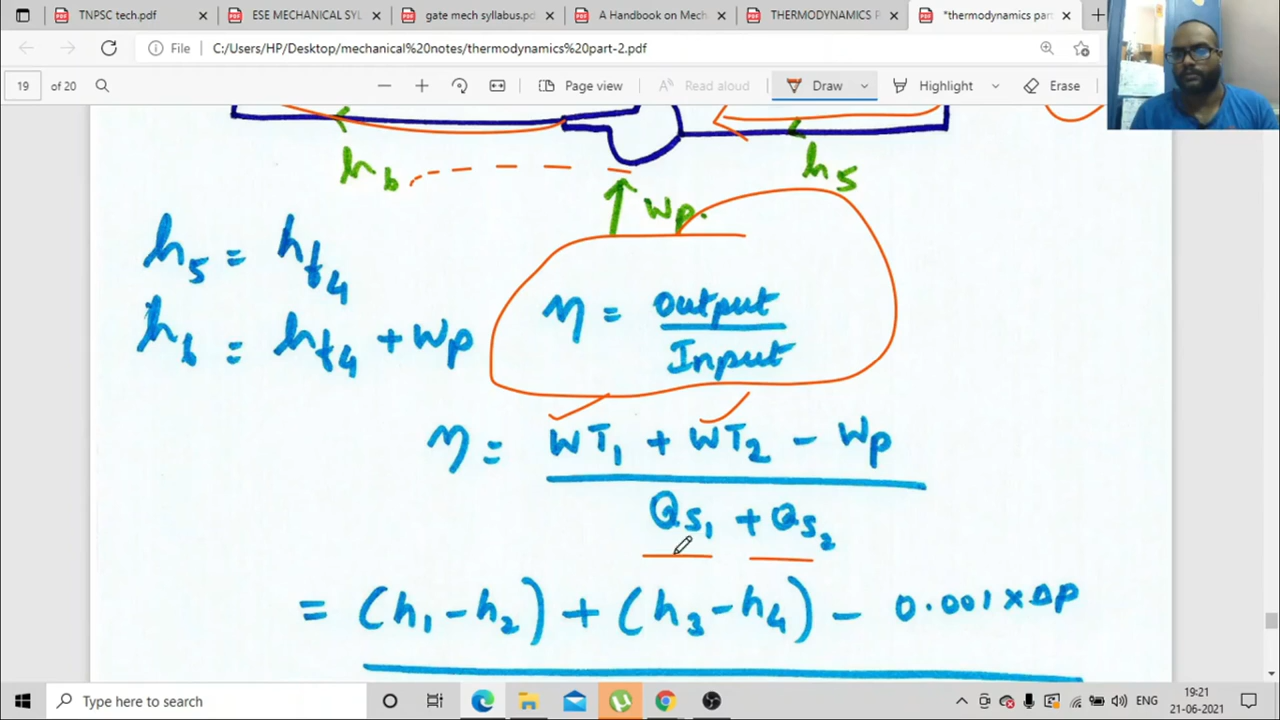 TNPSC tech.pdf
ESE MECHANICAL SYL
gate mech syllabus.pd
A Handbook on Mech
THERMODYNAMICS P
*thermodynamics par
File C:/Users/HP/Desktop/mechanical%20notes/thermodynamics%20part-2.pdf
19 of 20 Page view Read aloud Draw Highlight Erase
h6 h5
Wp.
h5 = hf4
h6 = hf4 + Wp
η = Output
Input
η = WT1 + WT2 - Wp
Qs1 + Qs2
= (h1-h2) + (h3-h4) - 0.001×Δp
Type here to search
ENG
19:21
21-06-2021